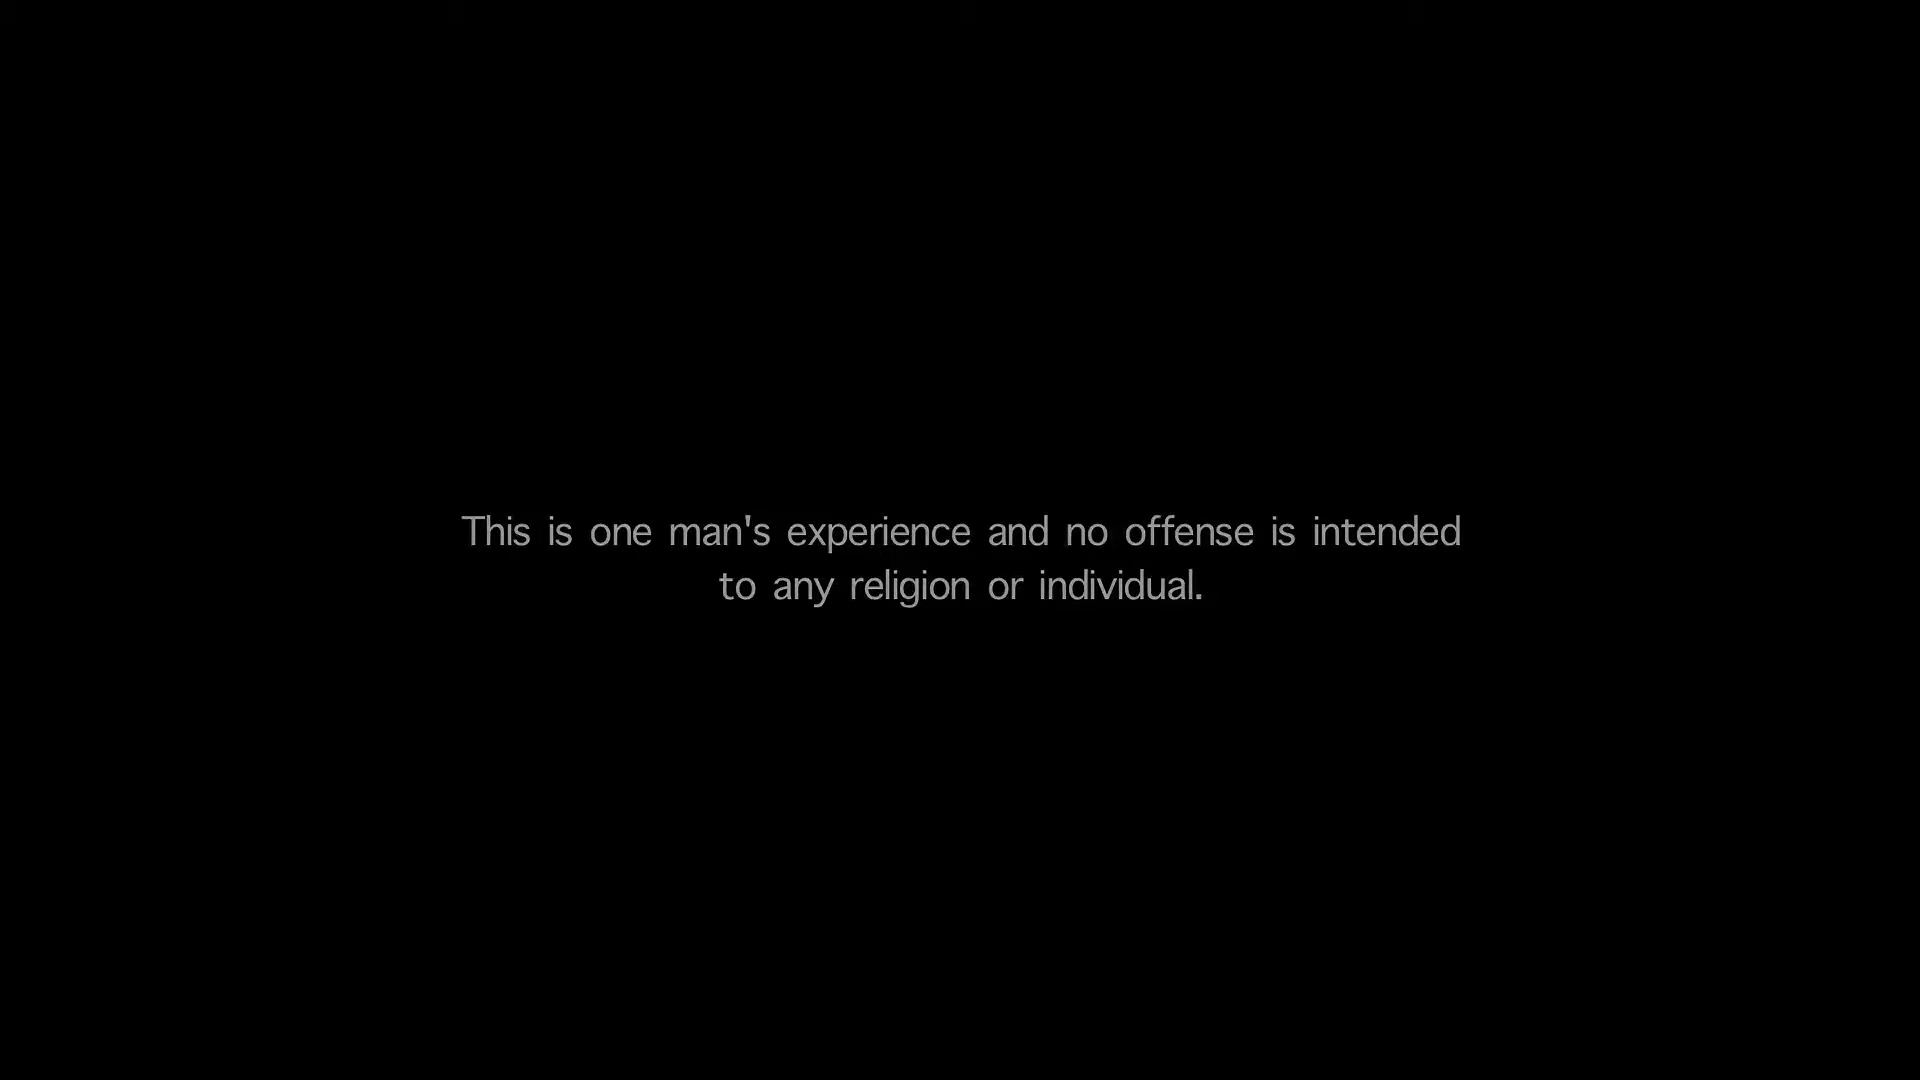 This is one man's experience and no offense is intended
to any religion or individual.